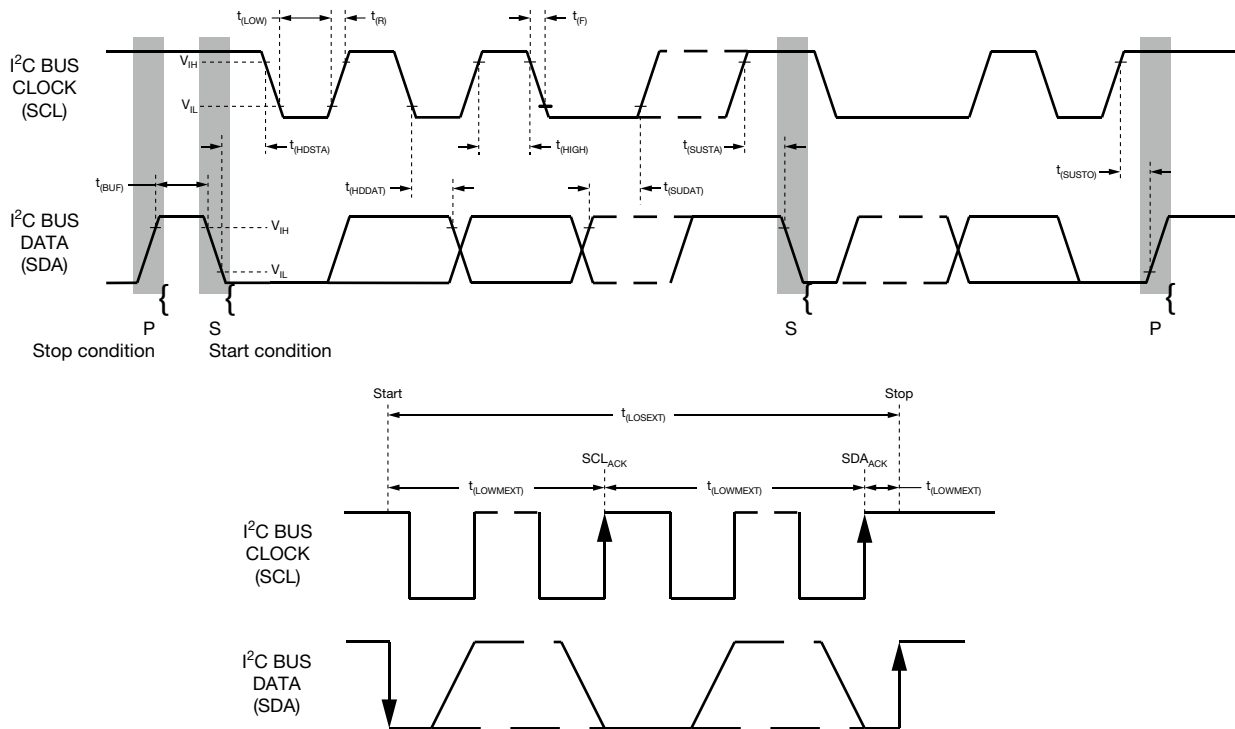 t(LOW)
t(R)
t(F)
I²C BUS
CLOCK
(SCL)
VIH
VIL
t(HDSTA)
t(HIGH)
t(SUSTA)
t(BUF)
t(HDDAT)
t(SUDAT)
t(SUSTO)
I²C BUS
DATA
(SDA)
VIH
VIL
{
{
{
{
P
S
S
P
Stop condition
Start condition
Start
Stop
t(LOSEXT)
SCLACK
SDAACK
t(LOWMEXT)
t(LOWMEXT)
t(LOWMEXT)
I²C BUS
CLOCK
(SCL)
I²C BUS
DATA
(SDA)